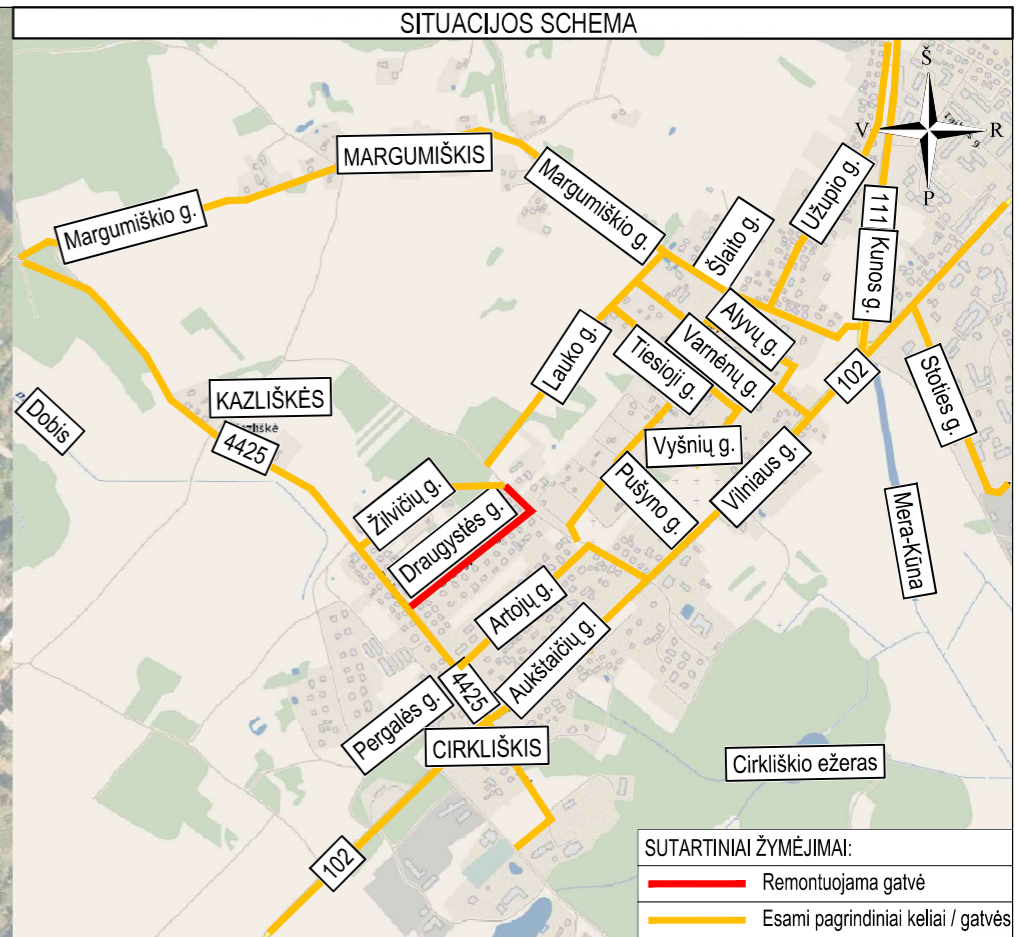 SITUACIJOS SCHEMA
Š
V
R
P
MARGUMIŠKIS
Margumiškio g.
Margumiškio g.
Šlaito g.
Užupio g.
111
Kunos g.
Alyvų g.
Varnėnų g.
Tiesioji g.
Lauko g.
102
Stoties g.
KAZLIŠKĖS
Dobis
4425
Vyšnių g.
Vilniaus g.
Pušyno g.
Žilvičių g.
Draugystės g.
Mera-Kūna
Artojų g.
Aukštaičių g.
4425
Pergalės g.
CIRKLIŠKIS
Cirkliškio ežeras
102
SUTARTINIAI ŽYMĖJIMAI:
Remontuojama gatvė
Esami pagrindiniai keliai / gatvės